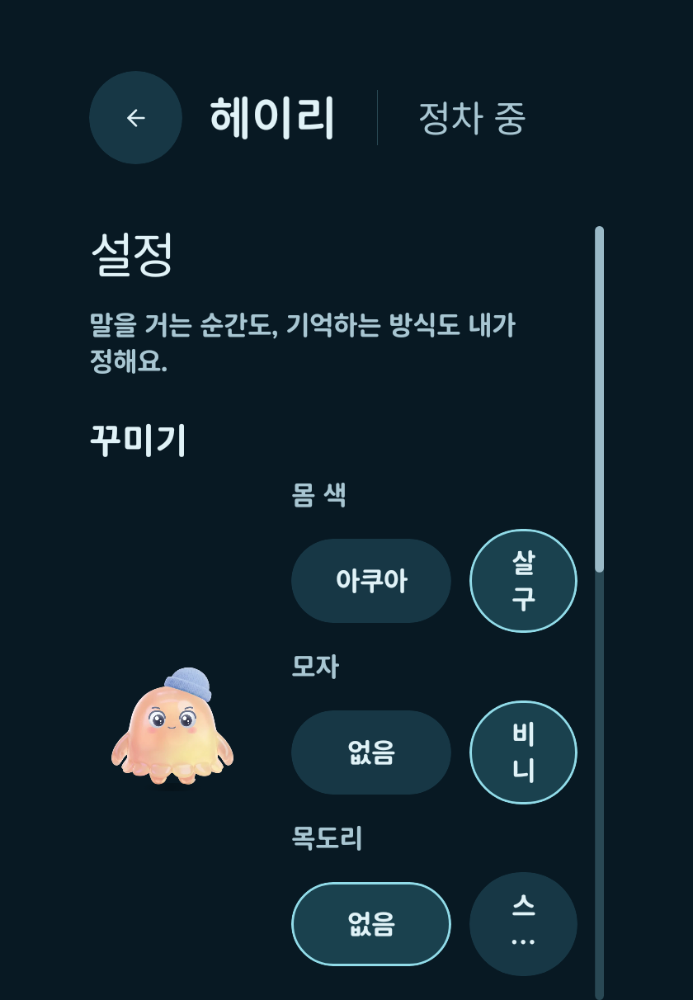 헤이리
정차 중
설정
말을 거는 순간도, 기억하는 방식도 내가
정해요.
꾸미기
몸 색
아쿠아
살
구
모자
없음
비
니
목도리
없음
스
…